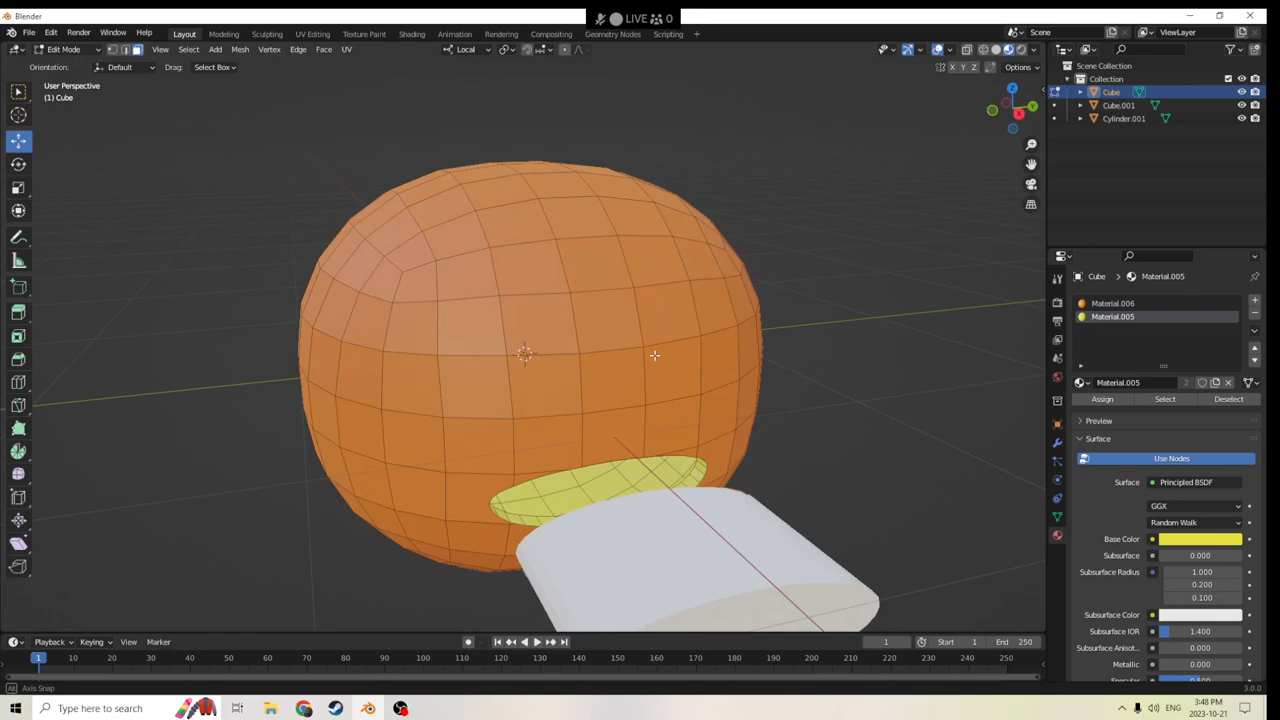 Blender
LIVE 0
File Edit Render Window Help
Layout Modeling Sculpting UV Editing Texture Paint Shading Animation Rendering Compositing Geometry Nodes Scripting
Scene
ViewLayer
Edit Mode
View Select Add Mesh Vertex Edge Face UV
Local
Orientation: Default Drag: Select Box
X Y Z Options
User Perspective
(1) Cube
Z
Y
X
Scene Collection
Collection
Cube
Cube.001
Cylinder.001
Cube Material.005
Material.006
Material.005
Material.005 2
Assign Select Deselect
Preview
Surface
Use Nodes
Surface Principled BSDF
GGX
Random Walk
Base Color
Subsurface 0.000
Subsurface Radius 1.000
0.200
0.100
Subsurface Color
Subsurface IOR 1.400
Subsurface Anisot... 0.000
Metallic 0.000
Playback Keying View Marker
1 Start 1 End 250
1 10 20 30 40 50 60 70 80 90 100 110 120 130 140 150 160 170 180 190 200 210 220 230 240 250
Axis Snap
3.0.0
Type here to search
ENG
3:48 PM
2023-10-21